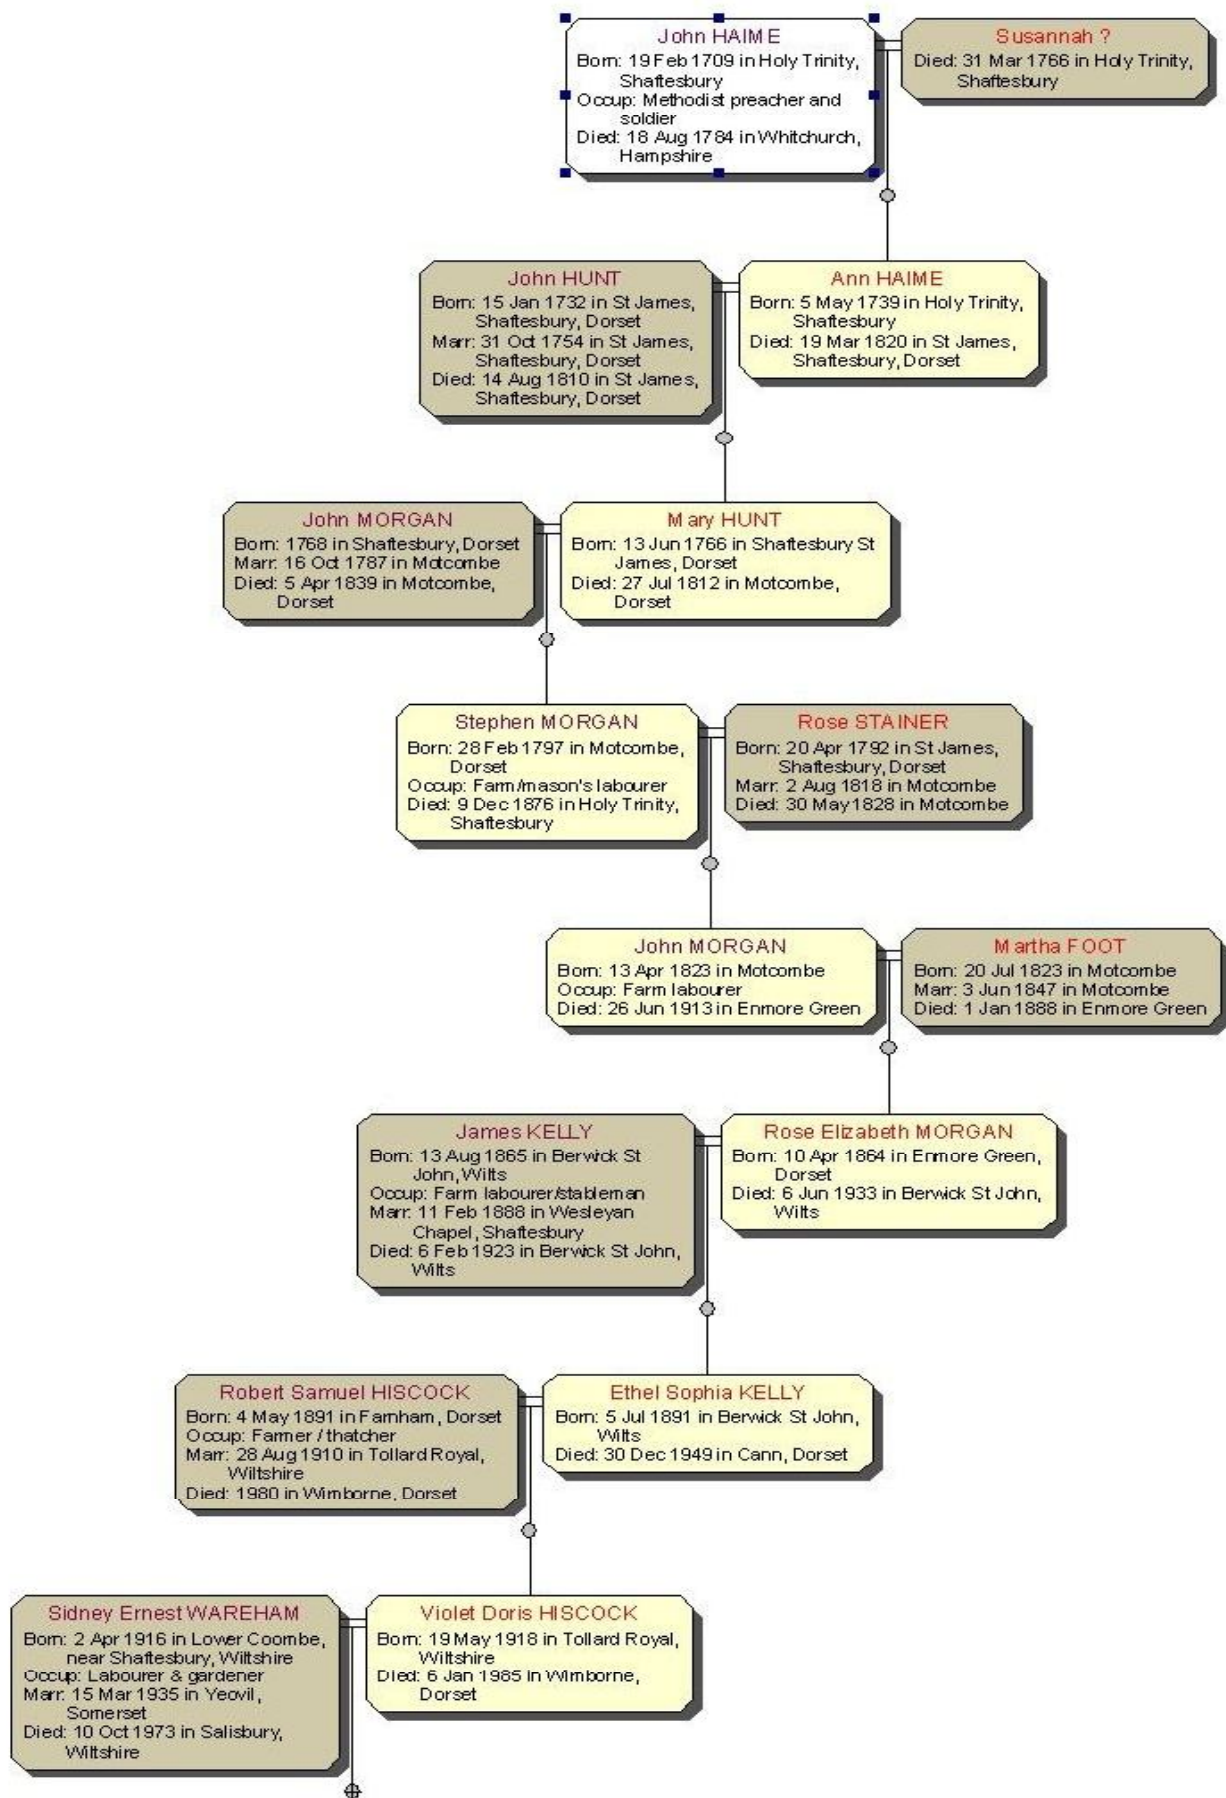 John HAIME
Born: 19 Feb 1709 in Holy Trinity,
Shaftesbury
Occup: Methodist preacher and
soldier
Died: 18 Aug 1784 in Whitchurch,
Hampshire
Susannah ?
Died: 31 Mar 1766 in Holy Trinity,
Shaftesbury
John HUNT
Born: 15 Jan 1732 in St James,
Shaftesbury, Dorset
Marr: 31 Oct 1754 in St James,
Shaftesbury, Dorset
Died: 14 Aug 1810 in St James,
Shaftesbury, Dorset
Ann HAIME
Born: 5 May 1739 in Holy Trinity,
Shaftesbury
Died: 19 Mar 1820 in St James,
Shaftesbury, Dorset
John MORGAN
Born: 1768 in Shaftesbury, Dorset
Marr: 16 Oct 1787 in Motcombe
Died: 5 Apr 1839 in Motcombe,
Dorset
Mary HUNT
Born: 13 Jun 1766 in Shaftesbury St
James, Dorset
Died: 27 Jul 1812 in Motcombe,
Dorset
Stephen MORGAN
Born: 28 Feb 1797 in Motcombe,
Dorset
Occup: Farm/mason's labourer
Died: 9 Dec 1876 in Holy Trinity,
Shaftesbury
Rose STAINER
Born: 20 Apr 1792 in St James,
Shaftesbury, Dorset
Marr: 2 Aug 1818 in Motcombe
Died: 30 May 1828 in Motcombe
John MORGAN
Born: 13 Apr 1823 in Motcombe
Occup: Farm labourer
Died: 26 Jun 1913 in Enmore Green
Martha FOOT
Born: 20 Jul 1823 in Motcombe
Marr: 3 Jun 1847 in Motcombe
Died: 1 Jan 1888 in Enmore Green
James KELLY
Born: 13 Aug 1865 in Berwick St
John, Wilts
Occup: Farm labourer/stableman
Marr: 11 Feb 1888 in Wesleyan
Chapel, Shaftesbury
Died: 6 Feb 1923 in Berwick St John,
Wilts
Rose Elizabeth MORGAN
Born: 10 Apr 1864 in Enmore Green,
Dorset
Died: 6 Jun 1933 in Berwick St John,
Wilts
Robert Samuel HISCOCK
Born: 4 May 1891 in Farnham, Dorset
Occup: Farmer / thatcher
Marr: 28 Aug 1910 in Tollard Royal,
Wiltshire
Died: 1980 in Wimborne, Dorset
Ethel Sophia KELLY
Born: 5 Jul 1891 in Berwick St John,
Wilts
Died: 30 Dec 1949 in Cann, Dorset
Sidney Ernest WAREHAM
Born: 2 Apr 1916 in Lower Coombe,
near Shaftesbury, Wiltshire
Occup: Labourer & gardener
Marr: 15 Mar 1935 in Yeovil,
Somerset
Died: 10 Oct 1973 in Salisbury,
Wiltshire
Violet Doris HISCOCK
Born: 19 May 1918 in Tollard Royal,
Wiltshire
Died: 6 Jan 1985 in Wimborne,
Dorset